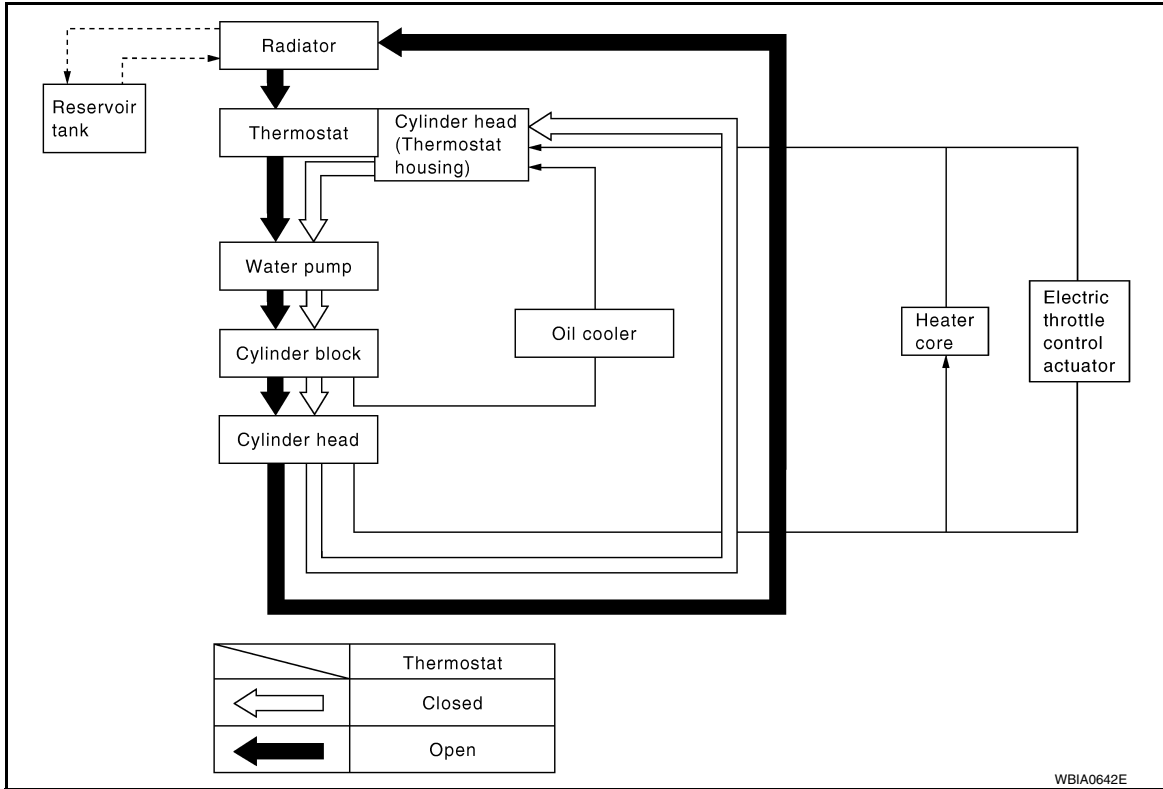 Radiator
Reservoir
tank
Thermostat
Cylinder head
(Thermostat
housing)
Water pump
Cylinder block
Oil cooler
Heater
core
Electric
throttle
control
actuator
Cylinder head
Thermostat
Closed
Open
WBIA0642E